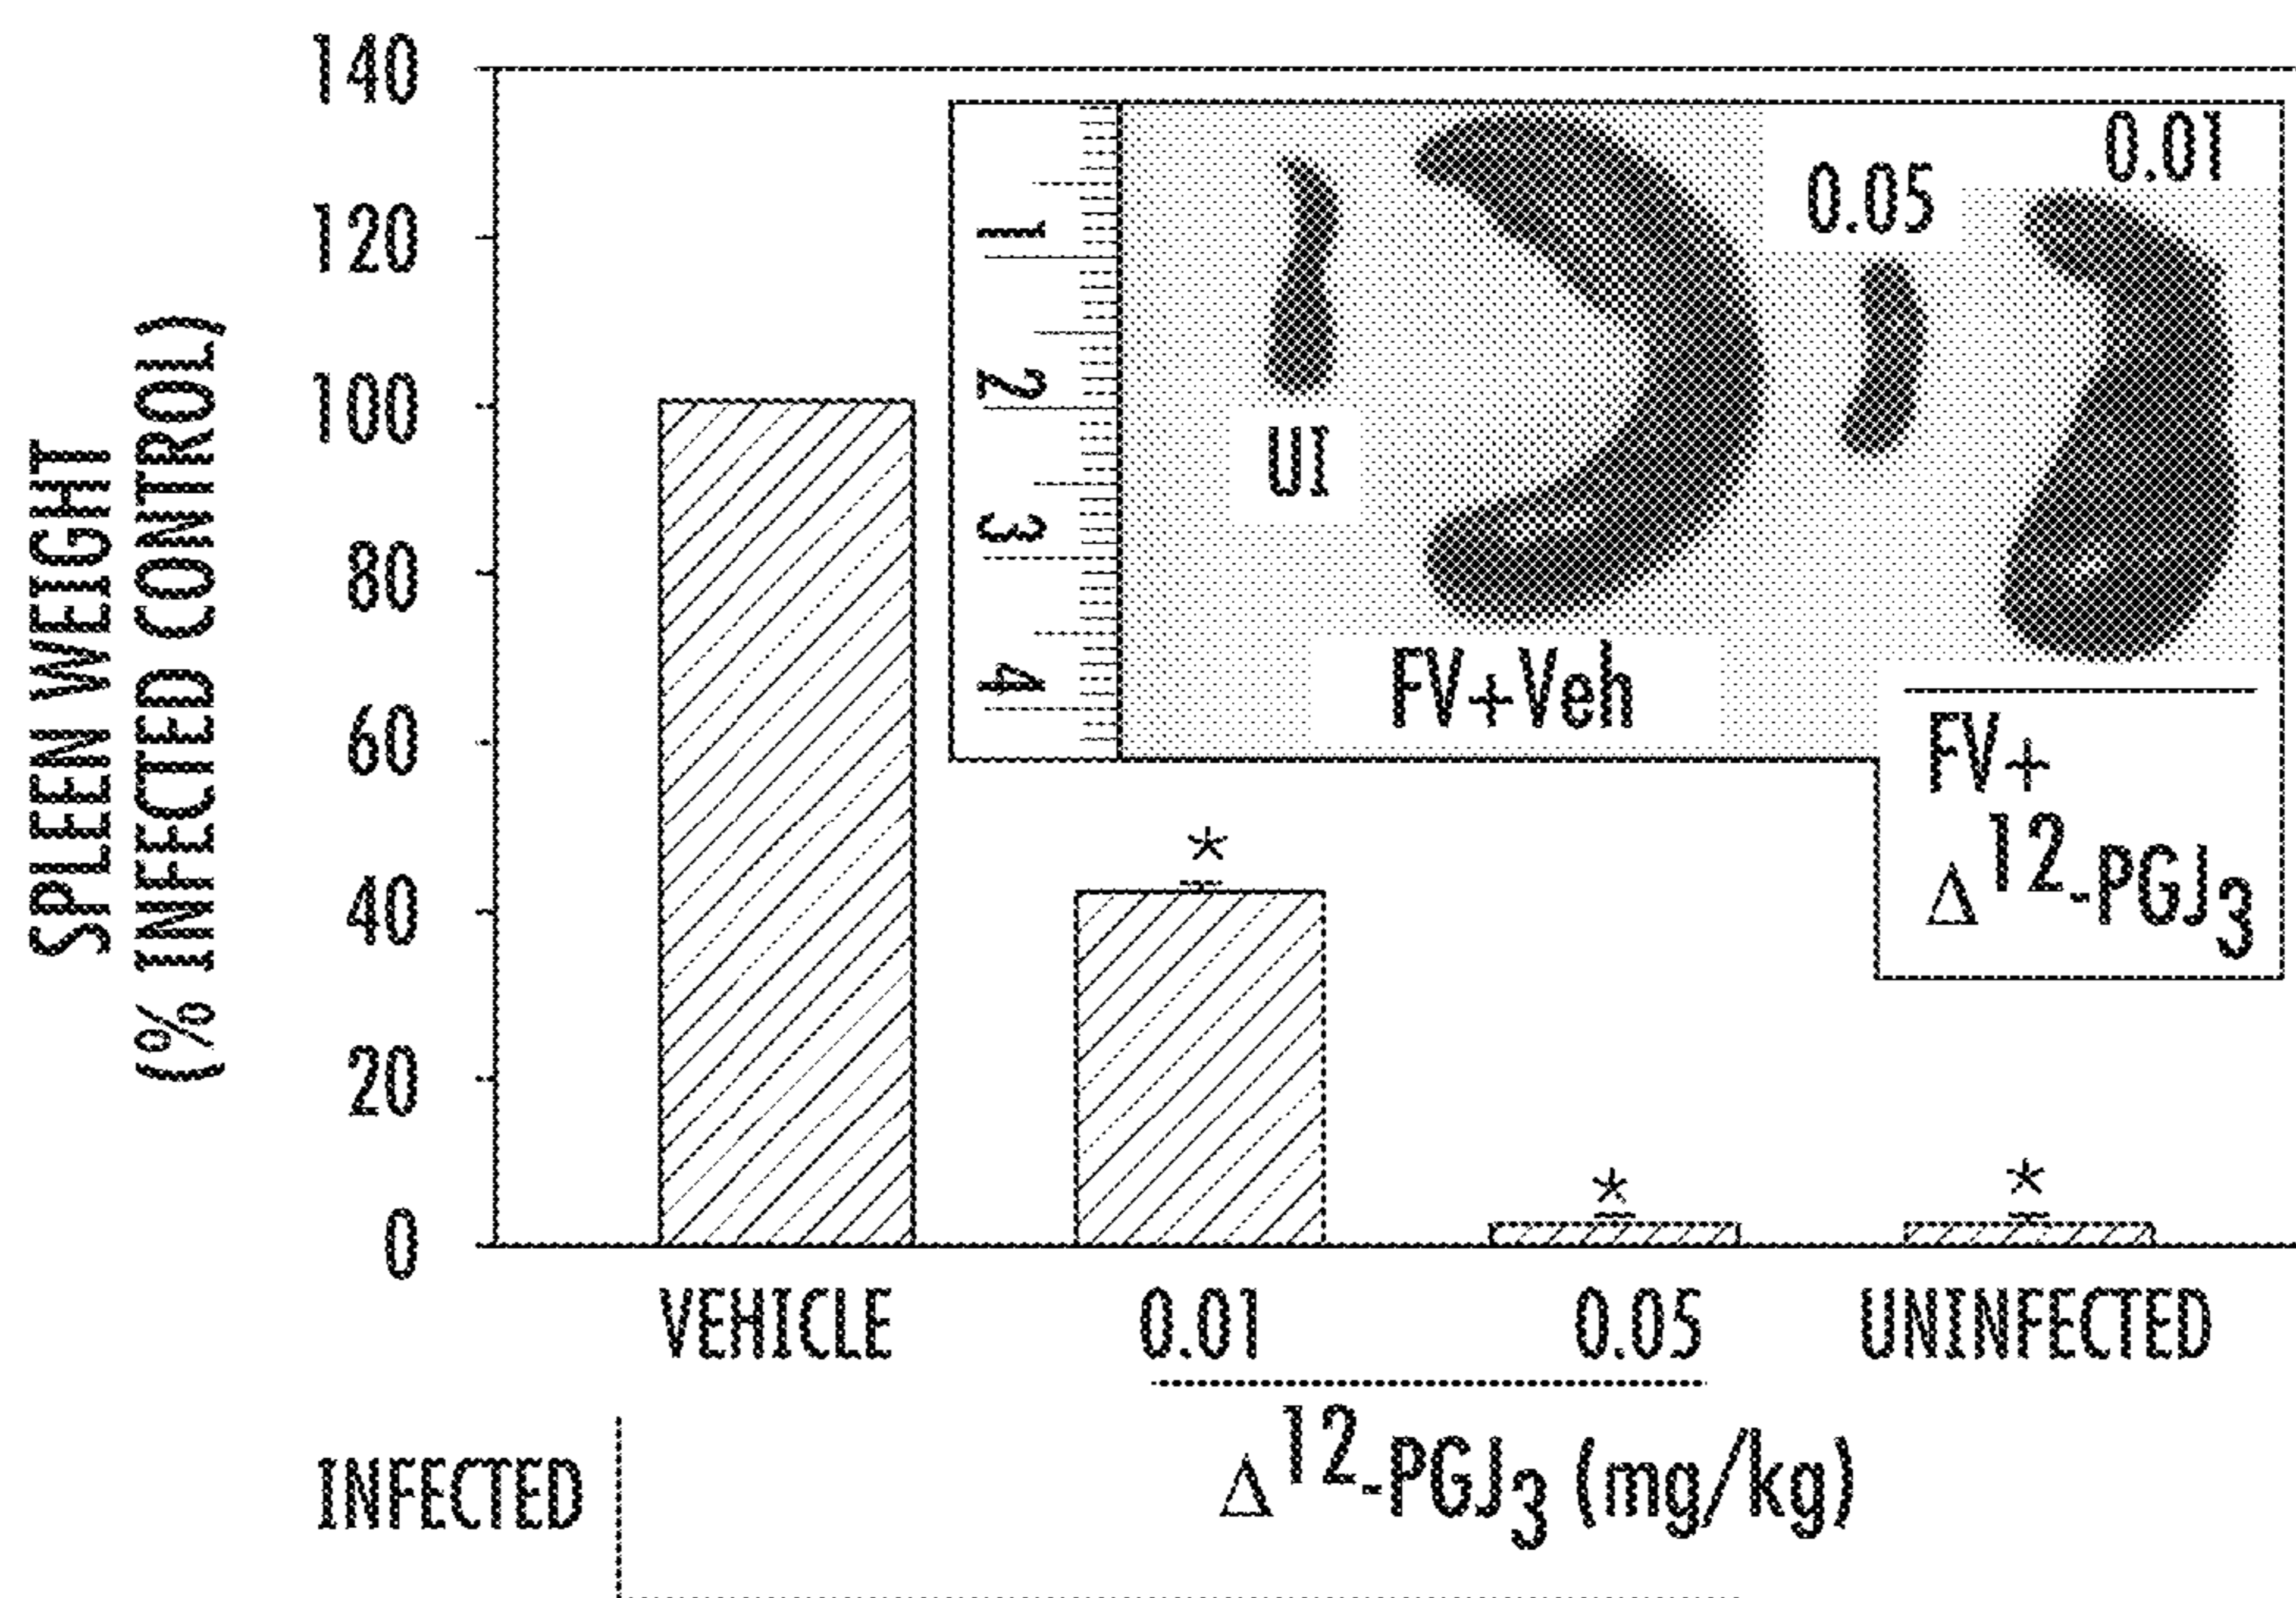 SPLEEN WEIGHT
(% INFECTED CONTROL)
140
120
100
80
60
40
20
0
1
2
3
4
UI
FV+Veh
0.05
0.01
FV+
Δ12-PGJ3
*
*
*
VEHICLE
0.01
0.05
UNINFECTED
INFECTED
Δ12-PGJ3 (mg/kg)